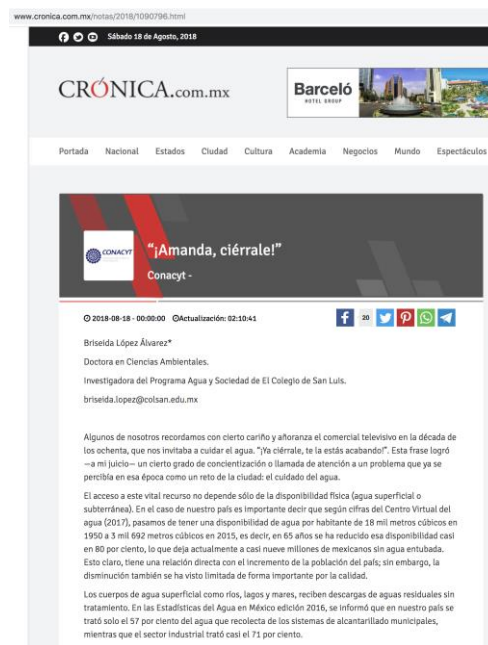 www.cronica.com.mx/notas/2018/1090796.html
Sábado 18 de Agosto, 2018
CRÓNICA.com.mx
Barceló
HOTEL GROUP
Portada Nacional Estados Ciudad Cultura Academia Negocios Mundo Espectáculos
CONACYT
“¡Amanda, ciérrale!”
Conacyt -
2018-08-18 - 00:00:00 Actualización: 02:10:41
20
Briseida López Álvarez*
Doctora en Ciencias Ambientales.
Investigadora del Programa Agua y Sociedad de El Colegio de San Luis.
briseida.lopez@colsan.edu.mx
Algunos de nosotros recordamos con cierto cariño y añoranza el comercial televisivo en la década de
los ochenta, que nos invitaba a cuidar el agua. “¡Ya ciérrale, te la estás acabando!”. Esta frase logró
—a mi juicio— un cierto grado de concientización o llamada de atención a un problema que ya se
percibía en esa época como un reto de la ciudad: el cuidado del agua.
El acceso a este vital recurso no depende sólo de la disponibilidad física (agua superficial o
subterránea). En el caso de nuestro país es importante decir que según cifras del Centro Virtual del
agua (2017), pasamos de tener una disponibilidad de agua por habitante de 18 mil metros cúbicos en
1950 a 3 mil 692 metros cúbicos en 2015, es decir, en 65 años se ha reducido esa disponibilidad casi
en 80 por ciento, lo que deja actualmente a casi nueve millones de mexicanos sin agua entubada.
Esto claro, tiene una relación directa con el incremento de la población del país; sin embargo, la
disminución también se ha visto limitada de forma importante por la calidad.
Los cuerpos de agua superficial como ríos, lagos y mares, reciben descargas de aguas residuales sin
tratamiento. En las Estadísticas del Agua en México edición 2016, se informó que en nuestro país se
trató solo el 57 por ciento del agua que recolecta de los sistemas de alcantarillado municipales,
mientras que el sector industrial trató casi el 71 por ciento.